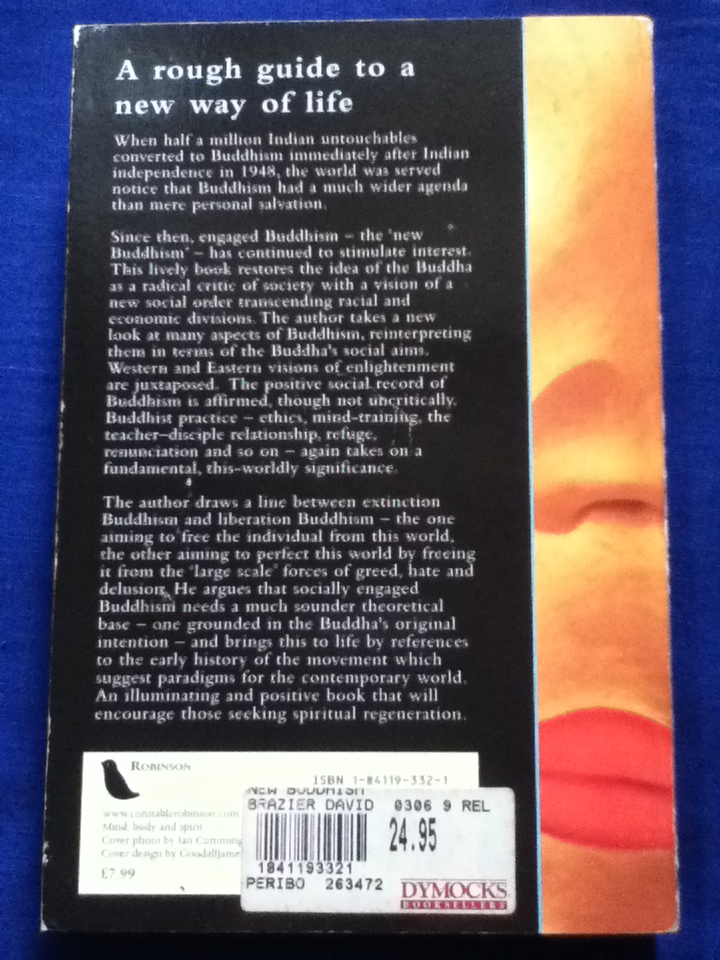 A rough guide to a
new way of life
When half a million Indian untouchables
converted to Buddhism immediately after Indian
independence in 1948, the world was served
notice that Buddhism had a much wider agenda
than mere personal salvation.
Since then, engaged Buddhism – the 'new
Buddhism' – has continued to stimulate interest.
This lively book restores the idea of the Buddha
as a radical critic of society with a vision of a
new social order transcending racial and
economic divisions. The author takes a new
look at many aspects of Buddhism, reinterpreting
them in terms of the Buddha's social aims.
Western and Eastern visions of enlightenment
are juxtaposed. The positive social record of
Buddhism is affirmed, though not uncritically.
Buddhist practice – ethics, mind-training, the
teacher–disciple relationship, refuge,
renunciation and so on – again takes on a
fundamental, this-worldly significance.
The author draws a line between extinction
Buddhism and liberation Buddhism – the one
aiming to free the individual from this world,
the other aiming to perfect this world by freeing
it from the 'large scale' forces of greed, hate and
delusion. He argues that socially engaged
Buddhism needs a much sounder theoretical
base – one grounded in the Buddha's original
intention – and brings this to life by references
to the early history of the movement which
suggest paradigms for the contemporary world.
An illuminating and positive book that will
encourage those seeking spiritual regeneration.
ROBINSON
ISBN 1-84119-332-1
www.constablerobinson.com
Mind, body and spirit
Cover photo by Ian Cumming
Cover design by GoodallJame
£7.99
NEW BUDDHISM
BRAZIER DAVID 0306 9 REL
24.95
1841193321
PERIBO 263472
DYMOCKS
BOOKSELLERS